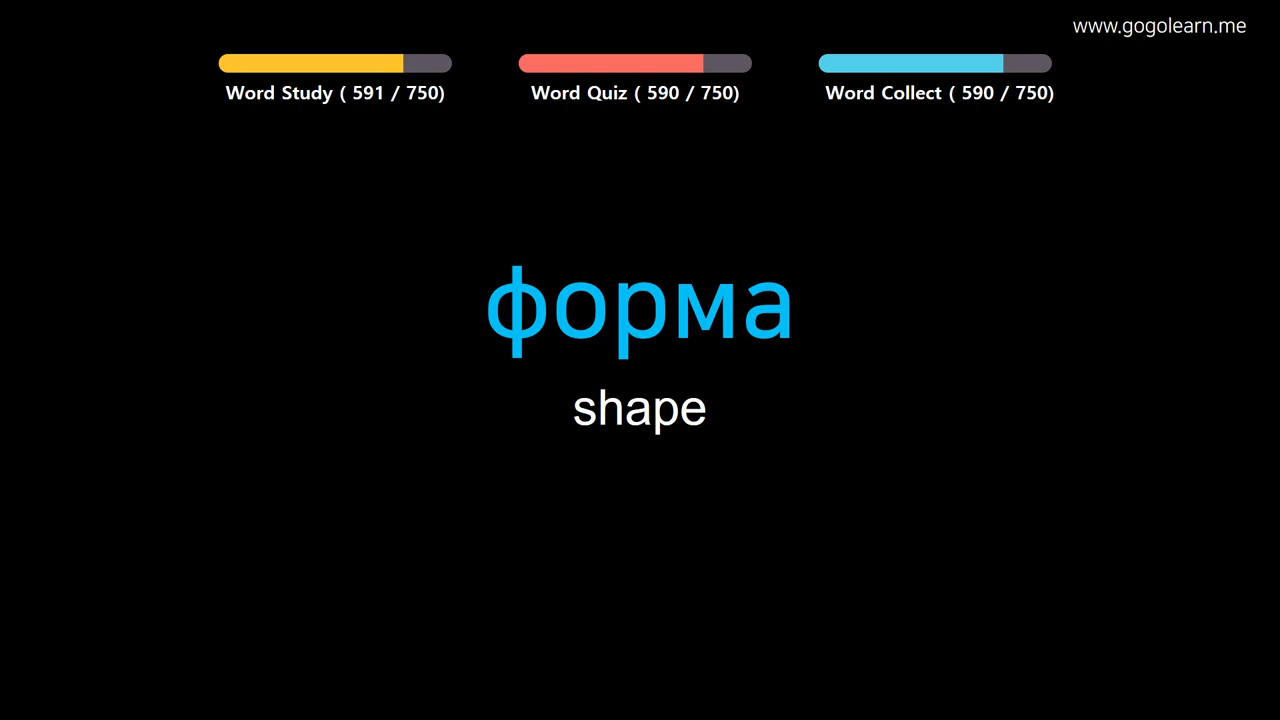 www.gogolearn.me
Word Study ( 591 / 750)
Word Quiz ( 590 / 750)
Word Collect ( 590 / 750)
форма
shape